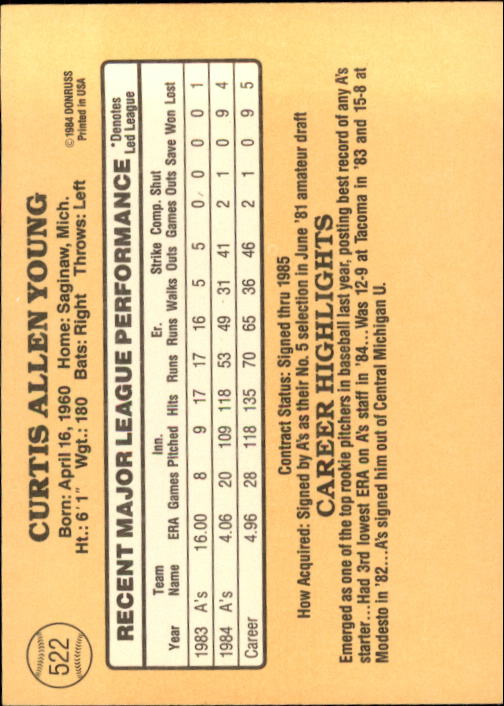 522
CURTIS ALLEN YOUNG
Born: April 16, 1960 Home: Saginaw, Mich.
Ht.: 6'1" Wgt.: 180 Bats: Right Throws: Left
© 1984 DONRUSS
Printed in USA
RECENT MAJOR LEAGUE PERFORMANCE *Denotes Led League
Team Inn. Er. Strike Comp. Shut
Year Name ERA Games Pitched Hits Runs Runs Walks Outs Games Outs Save Won Lost
1983 A's 16.00 8 9 17 17 16 5 5 0 0 0 0 1
1984 A's 4.06 20 109 118 53 49 31 41 2 1 0 9 4
Career 4.96 28 118 135 70 65 36 46 2 1 0 9 5
Contract Status: Signed thru 1985
How Acquired: Signed by A's as their No. 5 selection in June '81 amateur draft
CAREER HIGHLIGHTS
Emerged as one of the top rookie pitchers in baseball last year, posting best record of any A's
starter...Had 3rd lowest ERA on A's staff in '84...Was 12-9 at Tacoma in '83 and 15-8 at
Modesto in '82...A's signed him out of Central Michigan U.